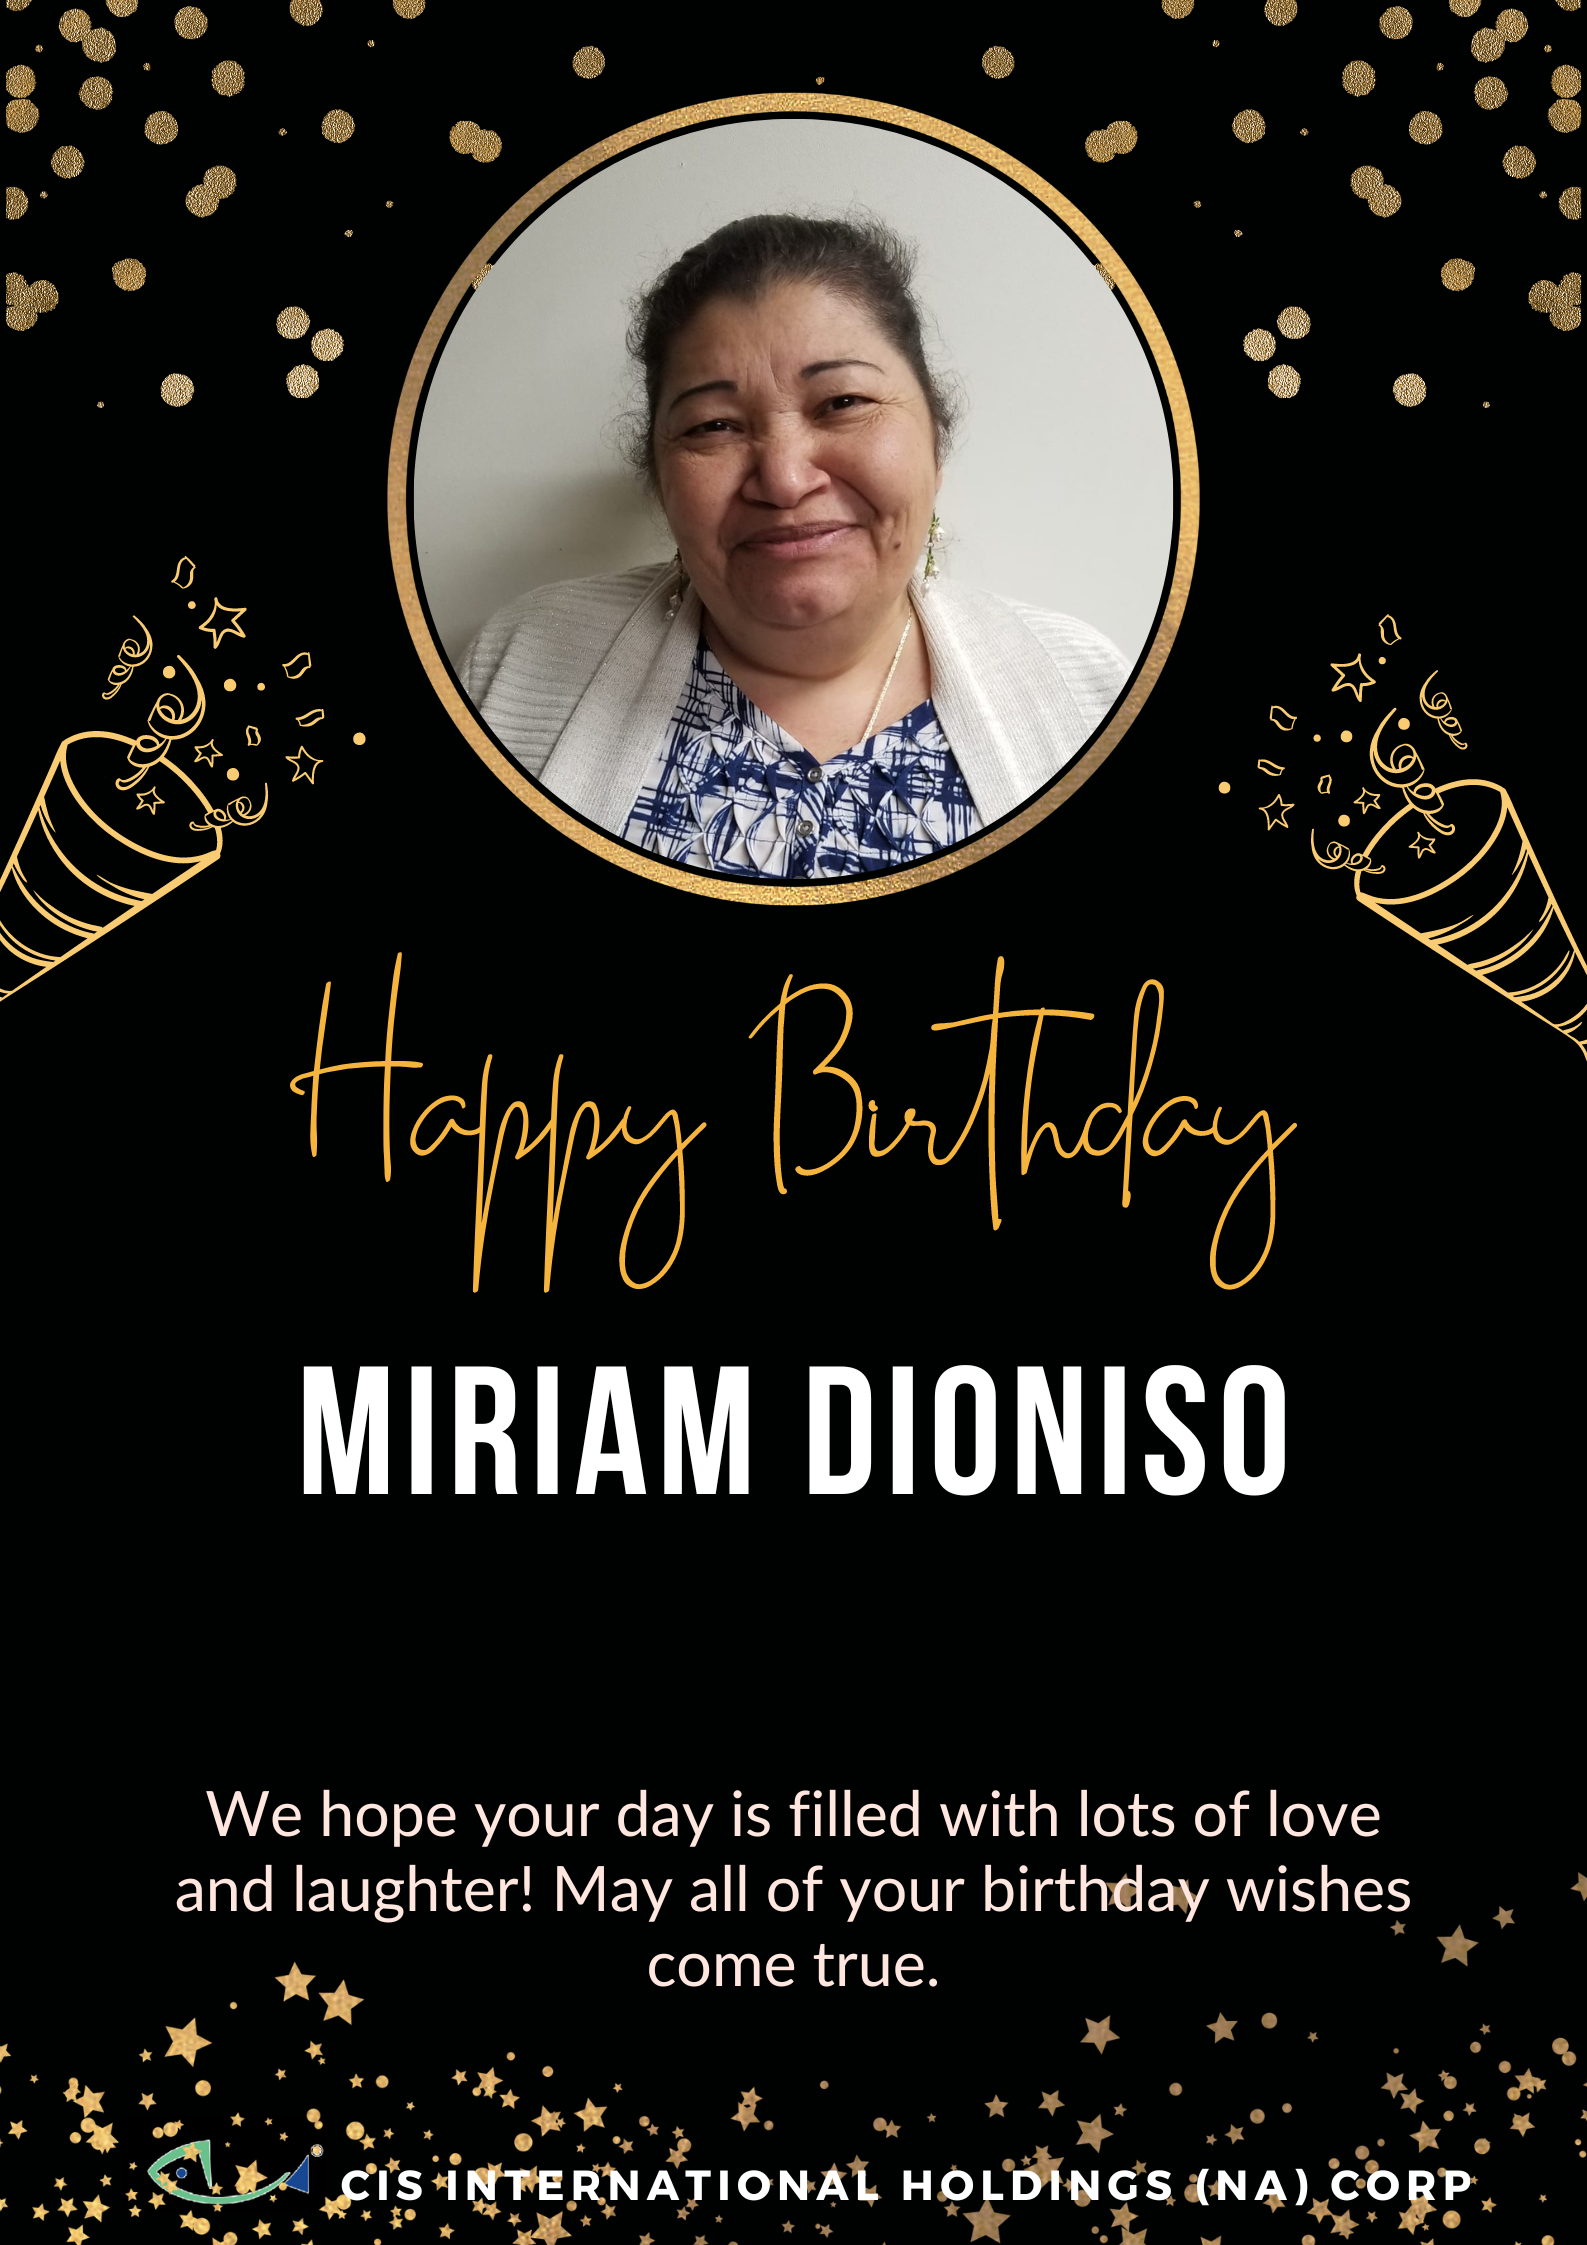 Happy Birthday
MIRIAM DIONISO
We hope your day is filled with lots of love
and laughter! May all of your birthday wishes
come true.
CIS INTERNATIONAL HOLDINGS (NA) CORP